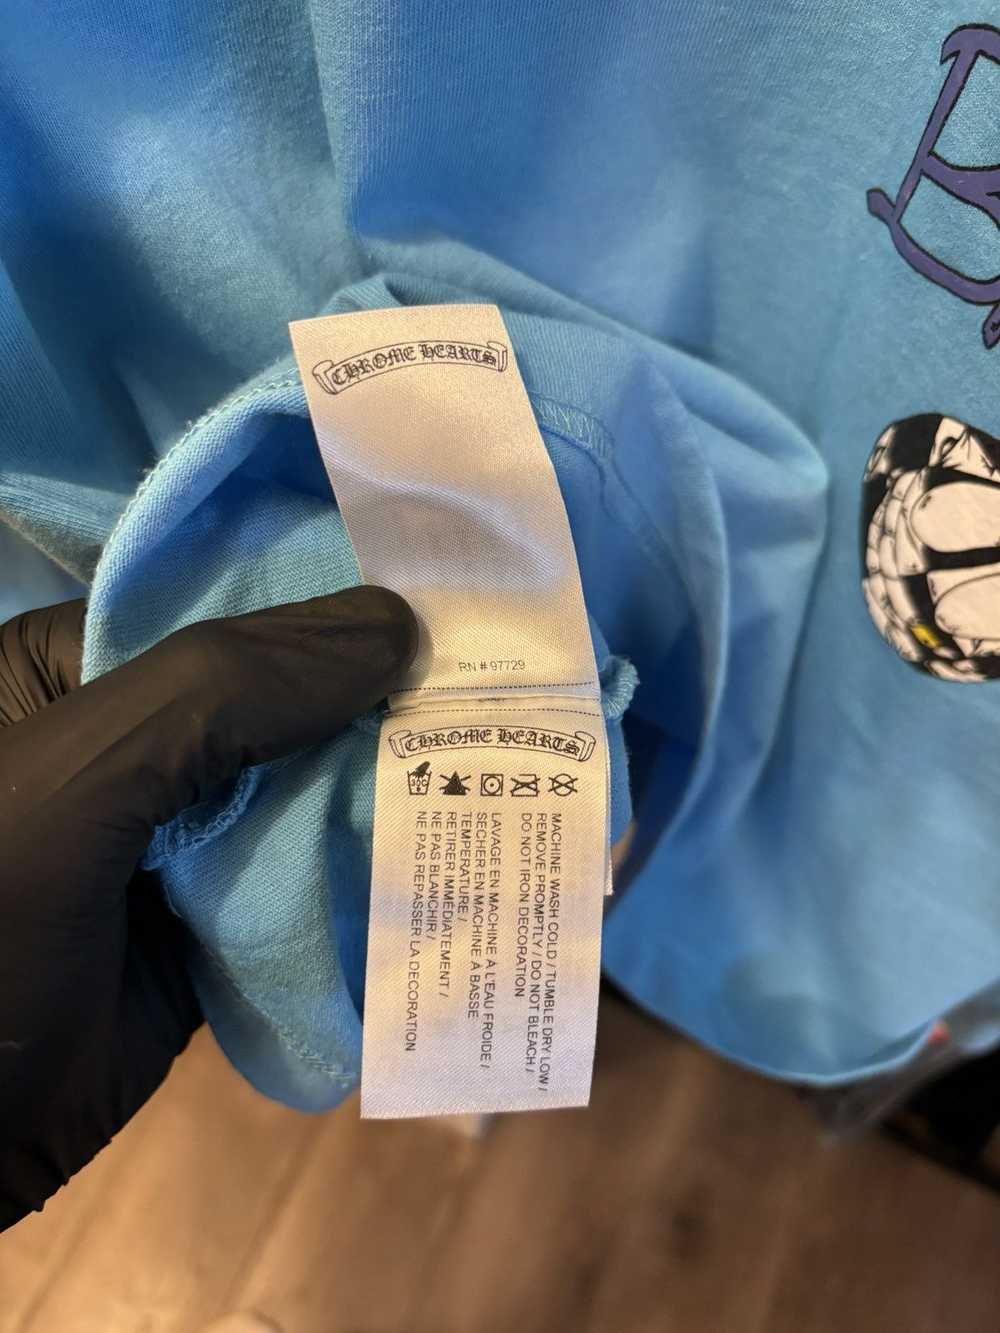 CHROME HEARTS
RN # 97729
CHROME HEARTS
30C
MACHINE WASH COLD / TUMBLE DRY LOW /
REMOVE PROMPTLY / DO NOT BLEACH /
DO NOT IRON DECORATION
LAVAGE EN MACHINE À L'EAU FROIDE /
SECHER EN MACHINE À BASSE
TEMPERATURE /
RETIRER IMMÉDIATEMENT /
NE PAS BLANCHIR /
NE PAS REPASSER LA DECORATION